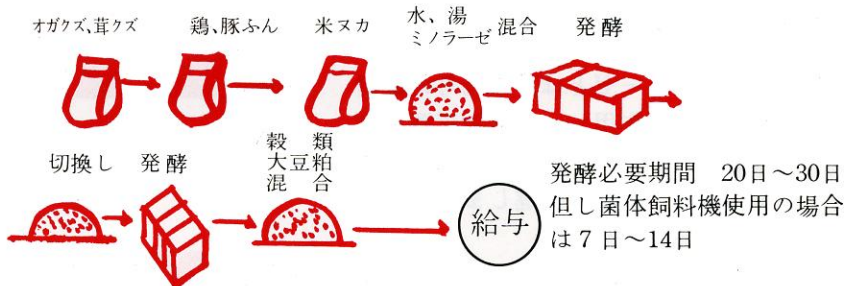 オガクズ、茸クズ
鶏、豚ふん
米ヌカ
水、湯
ミノラーゼ
混合
発酵
切換し
発酵
穀類
大豆粕
混合
給与
発酵必要期間 20日〜30日
但し菌体飼料機使用の場合
は7日〜14日